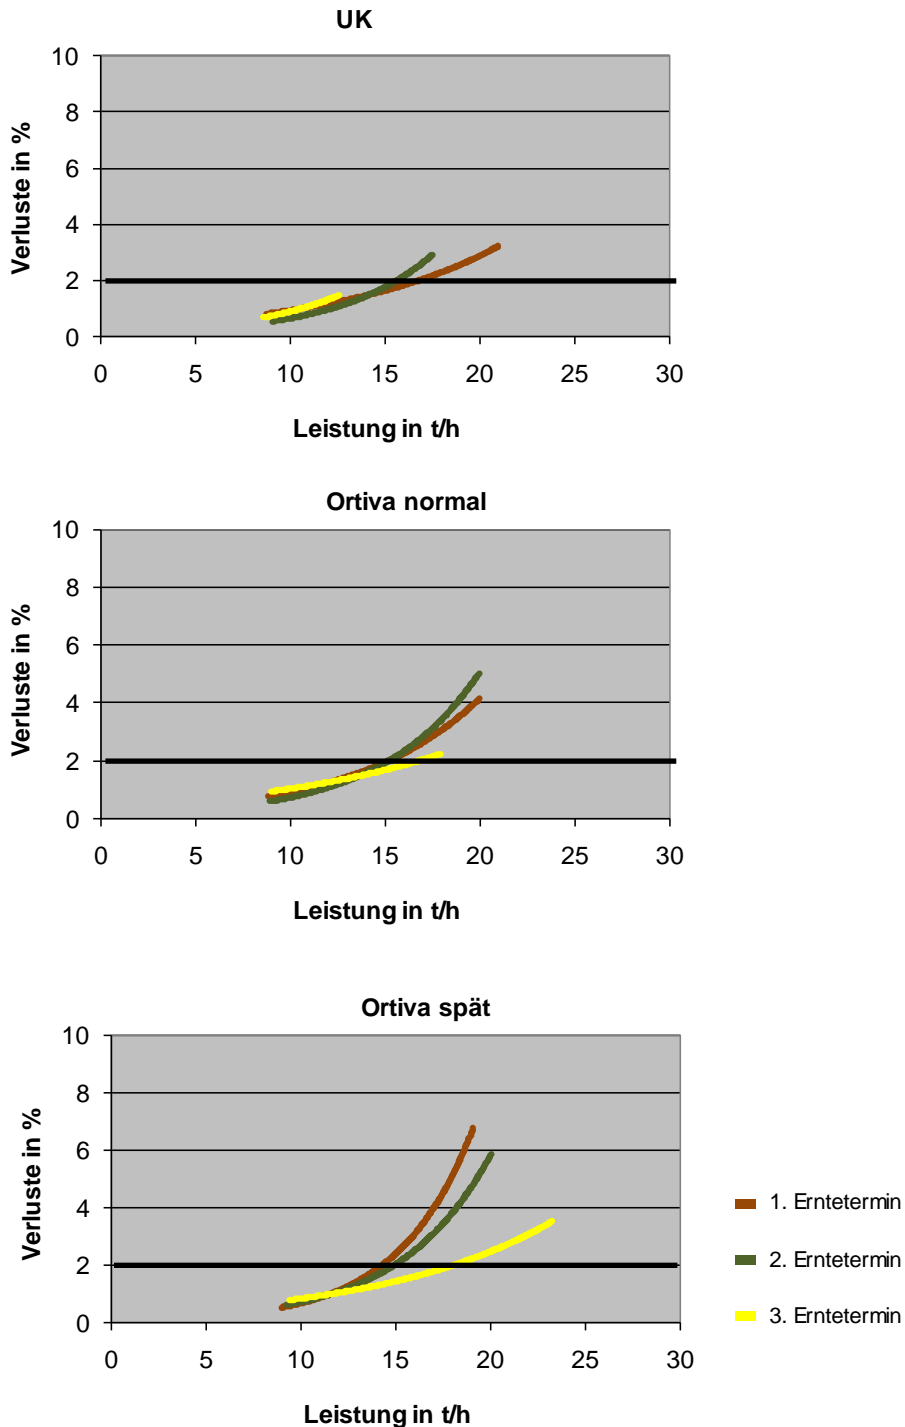 UK
10
8
6
4
2
0
Verluste in %
0 5 10 15 20 25 30
Leistung in t/h
Ortiva normal
10
8
6
4
2
0
Verluste in %
0 5 10 15 20 25 30
Leistung in t/h
Ortiva spät
10
8
6
4
2
0
Verluste in %
0 5 10 15 20 25 30
Leistung in t/h
1. Erntetermin
2. Erntetermin
3. Erntetermin